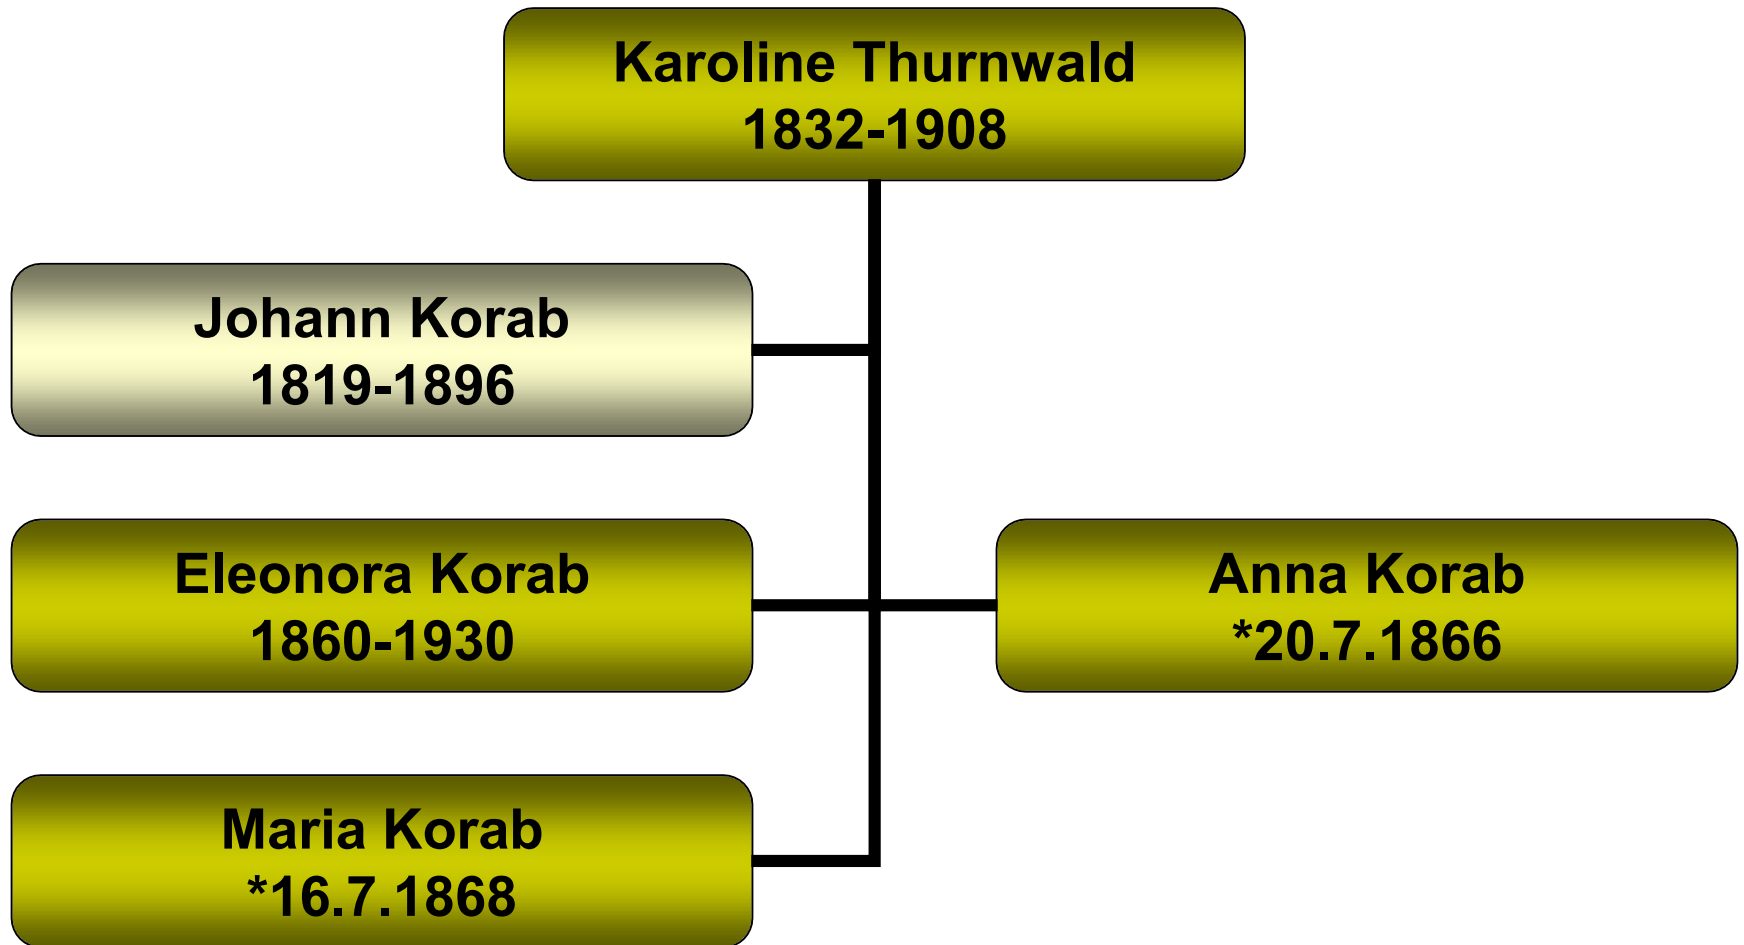 Karoline Thurnwald
1832-1908
Johann Korab
1819-1896
Eleonora Korab
1860-1930
Anna Korab
*20.7.1866
Maria Korab
*16.7.1868